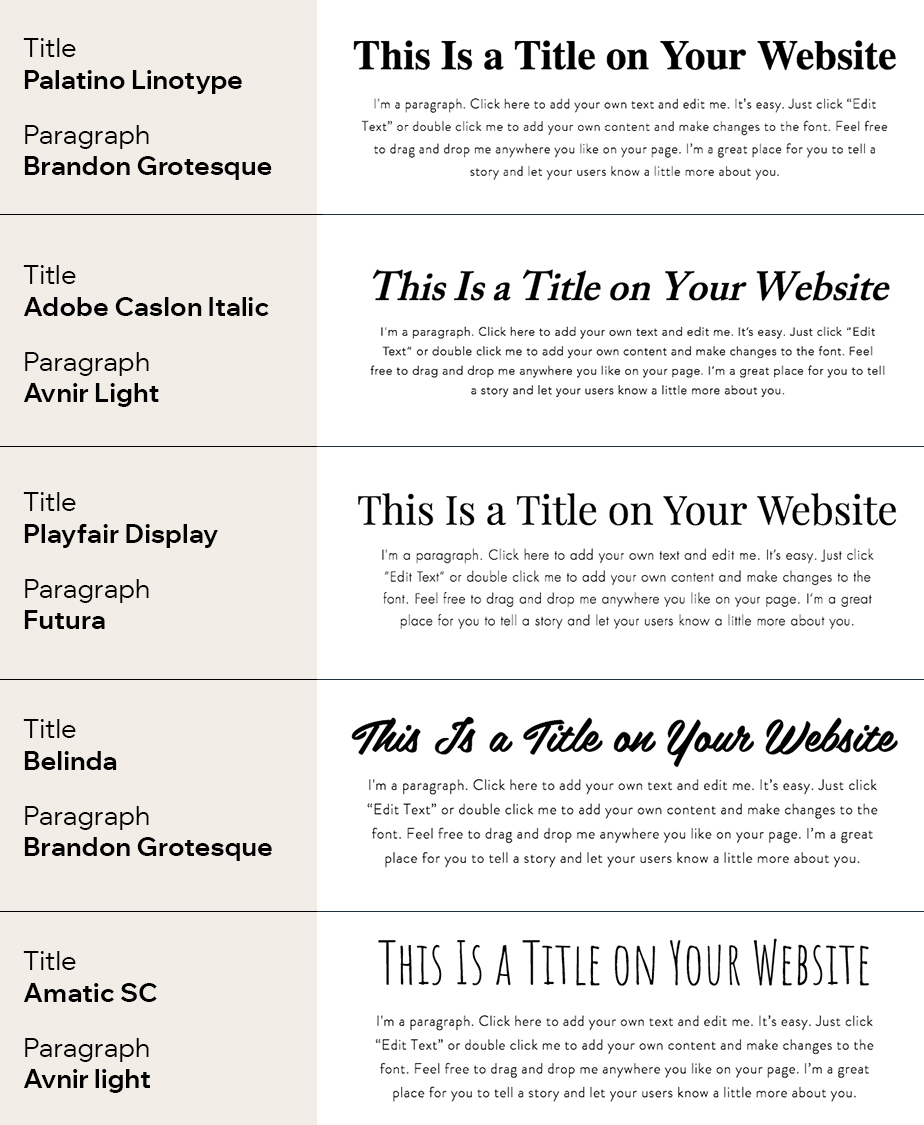 Title
Palatino Linotype
Paragraph
Brandon Grotesque
This Is a Title on Your Website
I'm a paragraph. Click here to add your own text and edit me. It’s easy. Just click “Edit
Text” or double click me to add your own content and make changes to the font. Feel free
to drag and drop me anywhere you like on your page. I’m a great place for you to tell a
story and let your users know a little more about you.
Title
Adobe Caslon Italic
Paragraph
Avnir Light
This Is a Title on Your Website
I'm a paragraph. Click here to add your own text and edit me. It’s easy. Just click “Edit
Text” or double click me to add your own content and make changes to the font. Feel
free to drag and drop me anywhere you like on your page. I’m a great place for you to tell
a story and let your users know a little more about you.
Title
Playfair Display
Paragraph
Futura
This Is a Title on Your Website
I'm a paragraph. Click here to add your own text and edit me. It’s easy. Just click
“Edit Text” or double click me to add your own content and make changes to the
font. Feel free to drag and drop me anywhere you like on your page. I’m a great
place for you to tell a story and let your users know a little more about you.
Title
Belinda
Paragraph
Brandon Grotesque
This Is a Title on Your Website
I'm a paragraph. Click here to add your own text and edit me. It’s easy. Just click
“Edit Text” or double click me to add your own content and make changes to the
font. Feel free to drag and drop me anywhere you like on your page. I’m a great
place for you to tell a story and let your users know a little more about you.
Title
Amatic SC
Paragraph
Avnir light
This Is a Title on Your Website
I'm a paragraph. Click here to add your own text and edit me. It’s easy. Just click
“Edit Text” or double click me to add your own content and make changes to the
font. Feel free to drag and drop me anywhere you like on your page. I’m a great
place for you to tell a story and let your users know a little more about you.